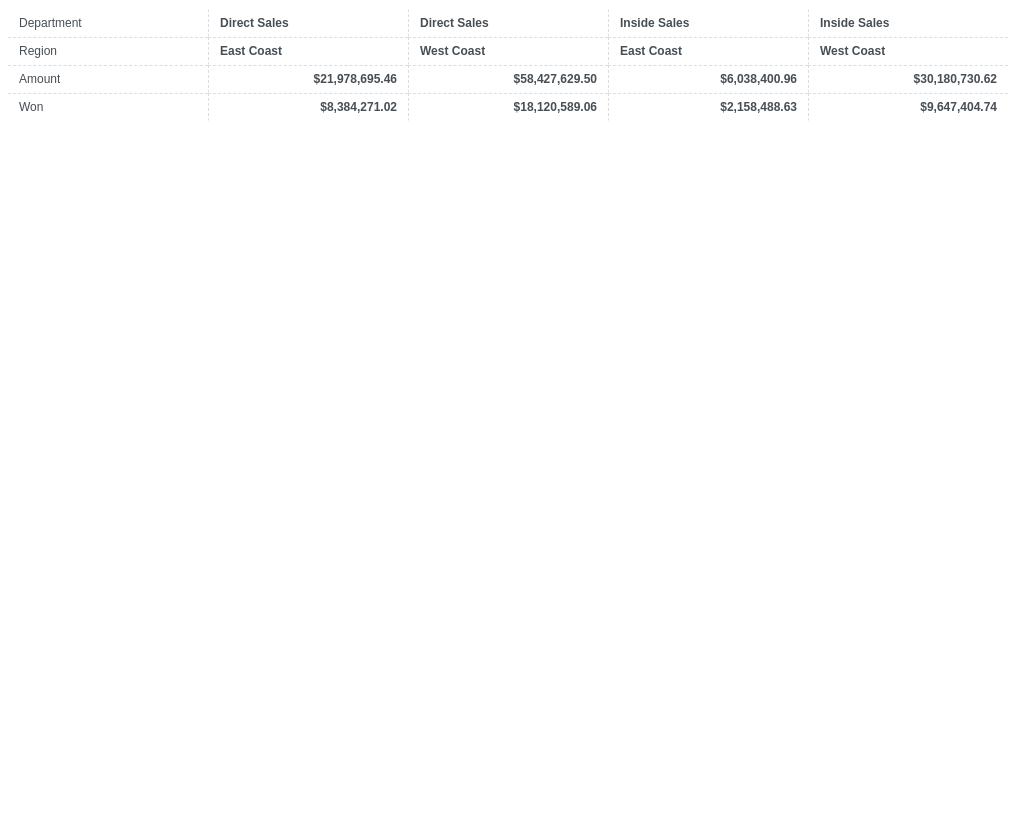 Department Direct Sales Direct Sales Inside Sales Inside Sales
Region East Coast West Coast East Coast West Coast
Amount $21,978,695.46 $58,427,629.50 $6,038,400.96 $30,180,730.62
Won $8,384,271.02 $18,120,589.06 $2,158,488.63 $9,647,404.74